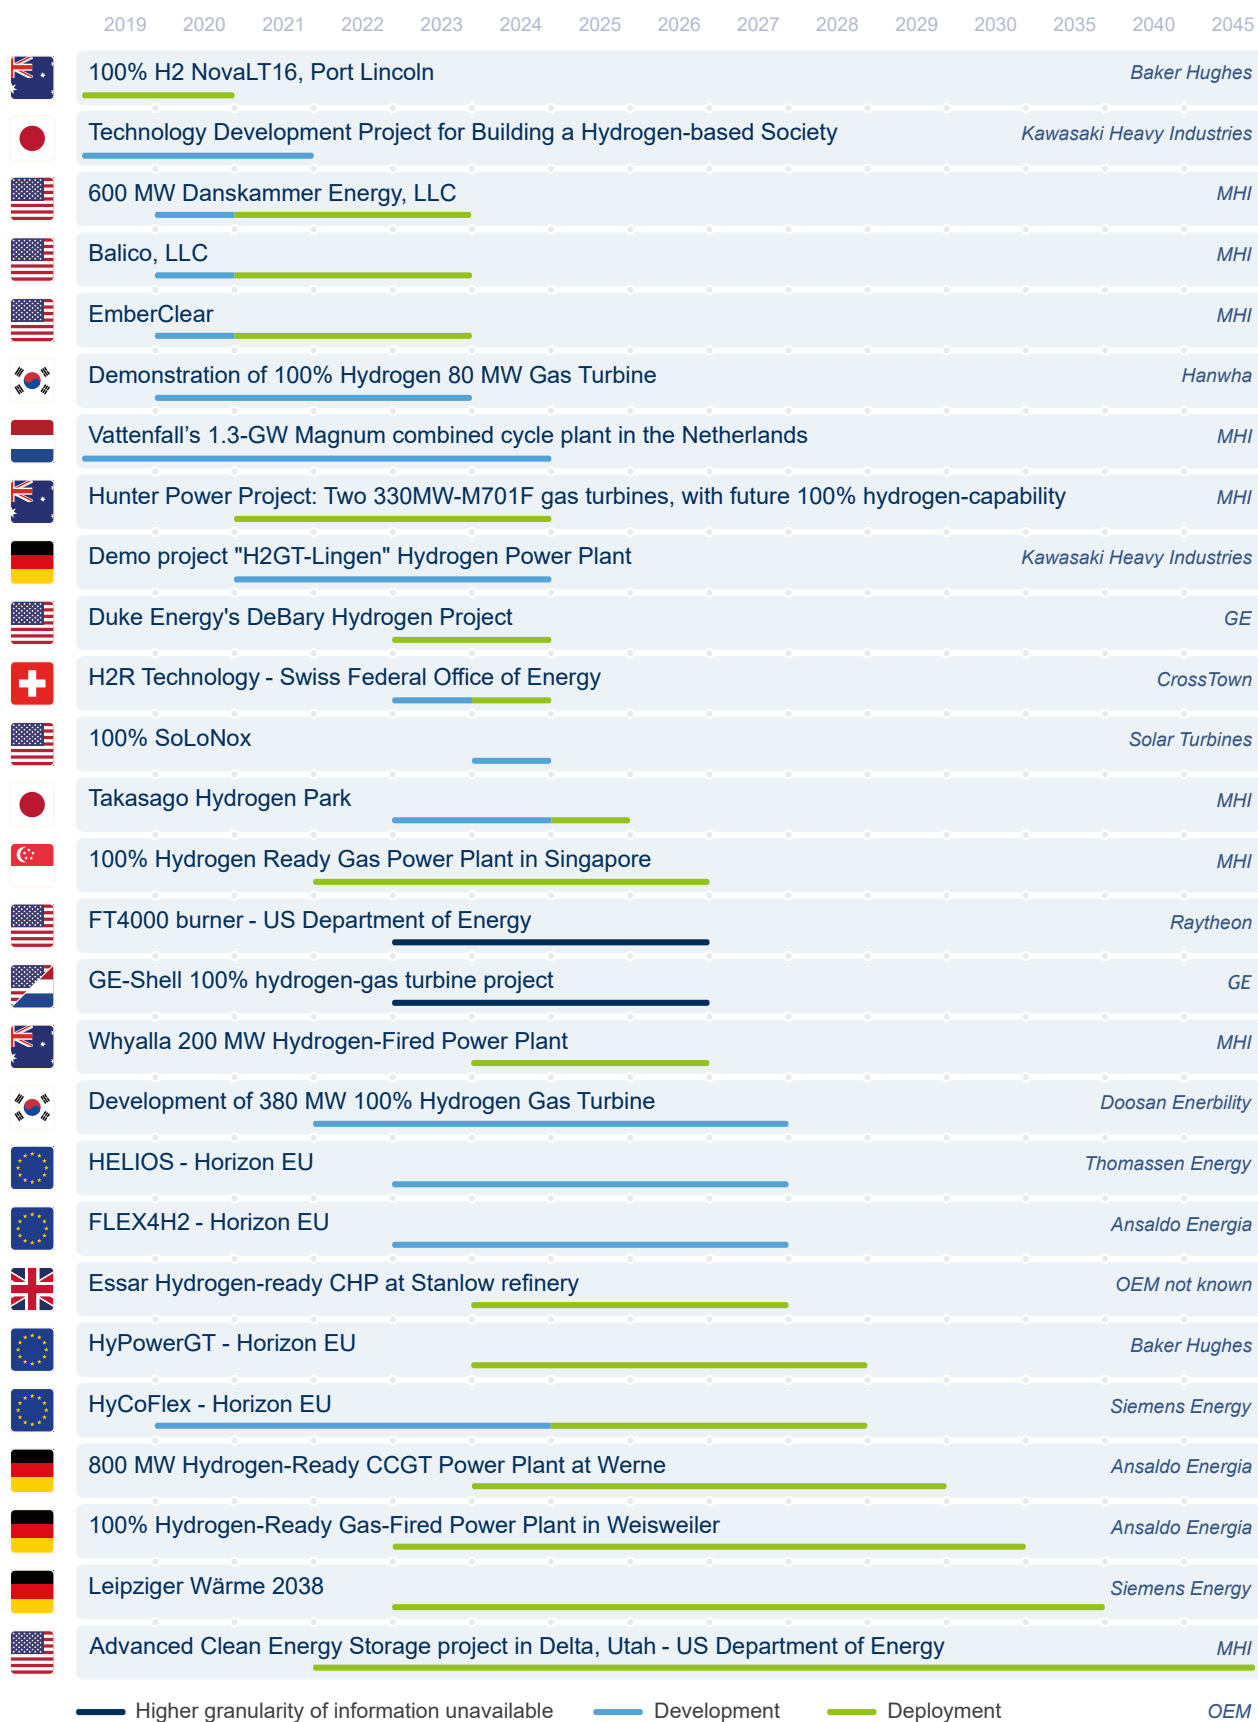 2019 2020 2021 2022 2023 2024 2025 2026 2027 2028 2029 2030 2035 2040 2045
100% H2 NovaLT16, Port Lincoln Baker Hughes
Technology Development Project for Building a Hydrogen-based Society Kawasaki Heavy Industries
600 MW Danskammer Energy, LLC MHI
Balico, LLC MHI
EmberClear MHI
Demonstration of 100% Hydrogen 80 MW Gas Turbine Hanwha
Vattenfall’s 1.3-GW Magnum combined cycle plant in the Netherlands MHI
Hunter Power Project: Two 330MW-M701F gas turbines, with future 100% hydrogen-capability MHI
Demo project "H2GT-Lingen" Hydrogen Power Plant Kawasaki Heavy Industries
Duke Energy's DeBary Hydrogen Project GE
H2R Technology - Swiss Federal Office of Energy CrossTown
100% SoLoNox Solar Turbines
Takasago Hydrogen Park MHI
100% Hydrogen Ready Gas Power Plant in Singapore MHI
FT4000 burner - US Department of Energy Raytheon
GE-Shell 100% hydrogen-gas turbine project GE
Whyalla 200 MW Hydrogen-Fired Power Plant MHI
Development of 380 MW 100% Hydrogen Gas Turbine Doosan Enerbility
HELIOS - Horizon EU Thomassen Energy
FLEX4H2 - Horizon EU Ansaldo Energia
Essar Hydrogen-ready CHP at Stanlow refinery OEM not known
HyPowerGT - Horizon EU Baker Hughes
HyCoFlex - Horizon EU Siemens Energy
800 MW Hydrogen-Ready CCGT Power Plant at Werne Ansaldo Energia
100% Hydrogen-Ready Gas-Fired Power Plant in Weisweiler Ansaldo Energia
Leipziger Wärme 2038 Siemens Energy
Advanced Clean Energy Storage project in Delta, Utah - US Department of Energy MHI
Higher granularity of information unavailable Development Deployment OEM